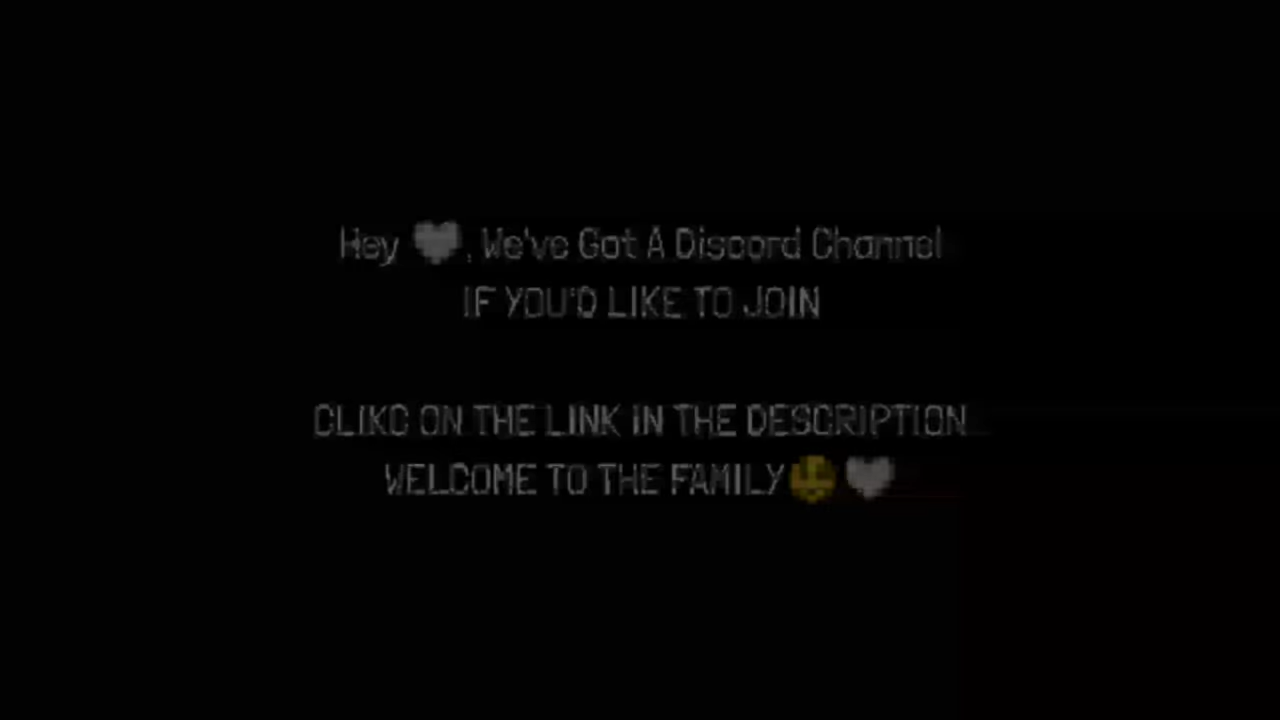 Hey 🤍, We've Got A Discord Channel
IF YOU'D LIKE TO JOIN
CLIKC ON THE LINK IN THE DESCRIPTION
WELCOME TO THE FAMILY🙂🤍